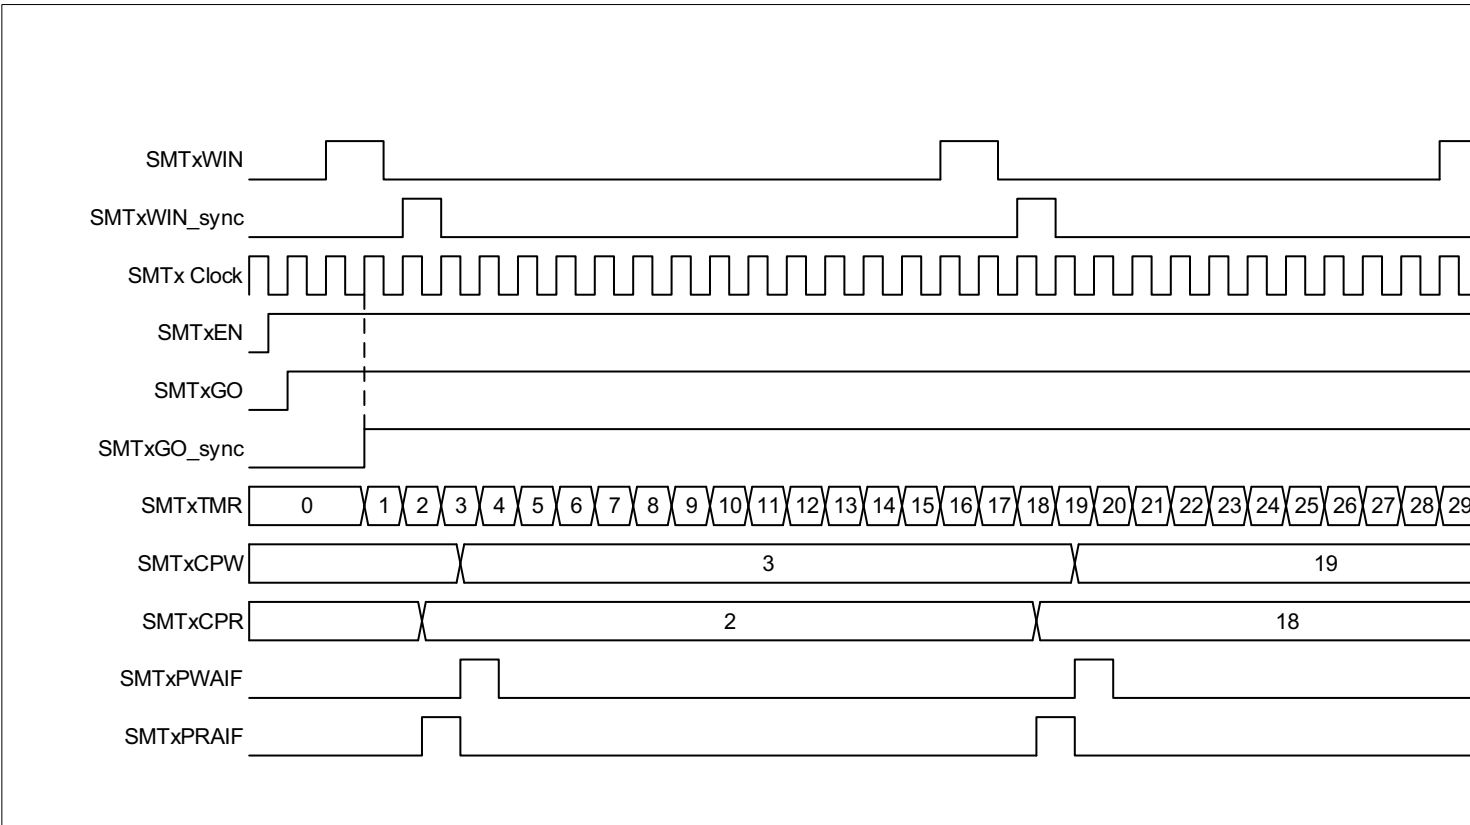 SMTxWIN
SMTxWIN_sync
SMTx Clock
SMTxEN
SMTxGO
SMTxGO_sync
SMTxTMR 0 1 2 3 4 5 6 7 8 9 10 11 12 13 14 15 16 17 18 19 20 21 22 23 24 25 26 27 28 29
SMTxCPW 3 19
SMTxCPR 2 18
SMTxPWAIF
SMTxPRAIF